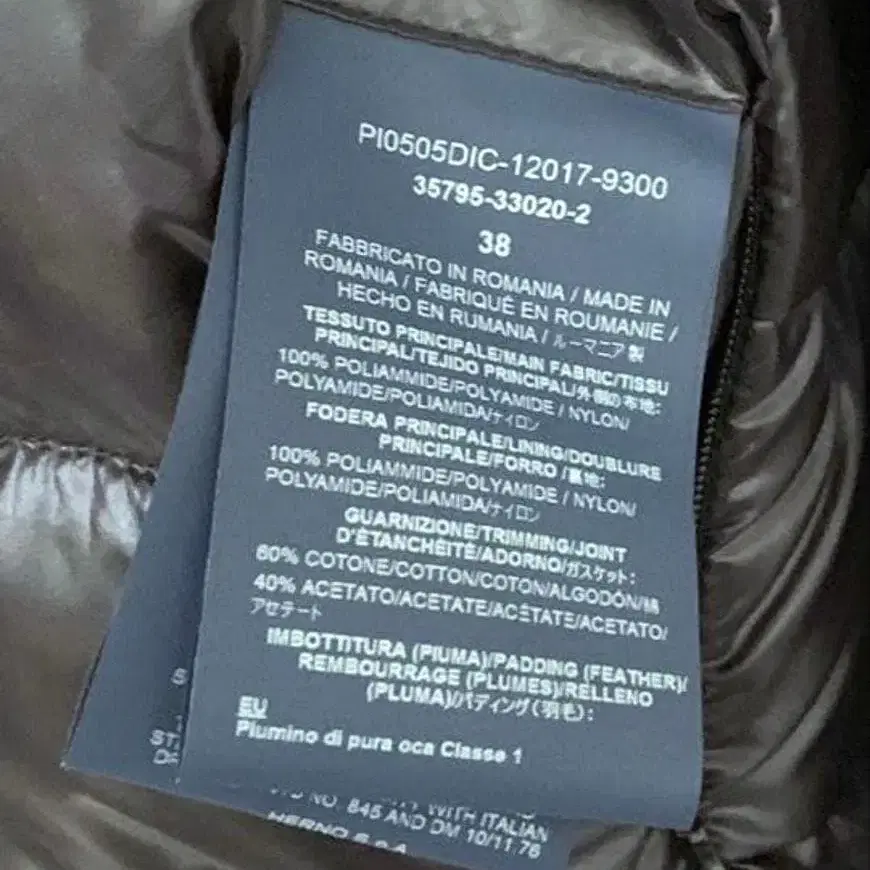 PI0505DIC-12017-9300
35795-33020-2
38
FABBRICATO IN ROMANIA / MADE IN
ROMANIA / FABRIQUÉ EN ROUMANIE /
HECHO EN RUMANIA / ルーマニア製
TESSUTO PRINCIPALE/MAIN FABRIC/TISSU
PRINCIPAL/TEJIDO PRINCIPAL/外側の布地:
100% POLIAMMIDE/POLYAMIDE / NYLON/
POLYAMIDE/POLIAMIDA/ナイロン
FODERA PRINCIPALE/LINING/DOUBLURE
PRINCIPALE/FORRO /裏地:
100% POLIAMMIDE/POLYAMIDE / NYLON/
POLYAMIDE/POLIAMIDA/ナイロン
GUARNIZIONE/TRIMMING/JOINT
D'ÉTANCHÉITÉ/ADORNO/ガスケット:
60% COTONE/COTTON/COTON/ALGODÓN/綿
40% ACETATO/ACETATE/ACÉTATE/ACETATO/
アセテート
IMBOTTITURA (PIUMA)/PADDING (FEATHER)/
REMBOURRAGE (PLUMES)/RELLENO
(PLUMA)/パディング(羽毛):
EU
Piumino di pura oca Classe 1
WITH ITALIAN
NO. 845 AND DM 10/11.76
HERNO